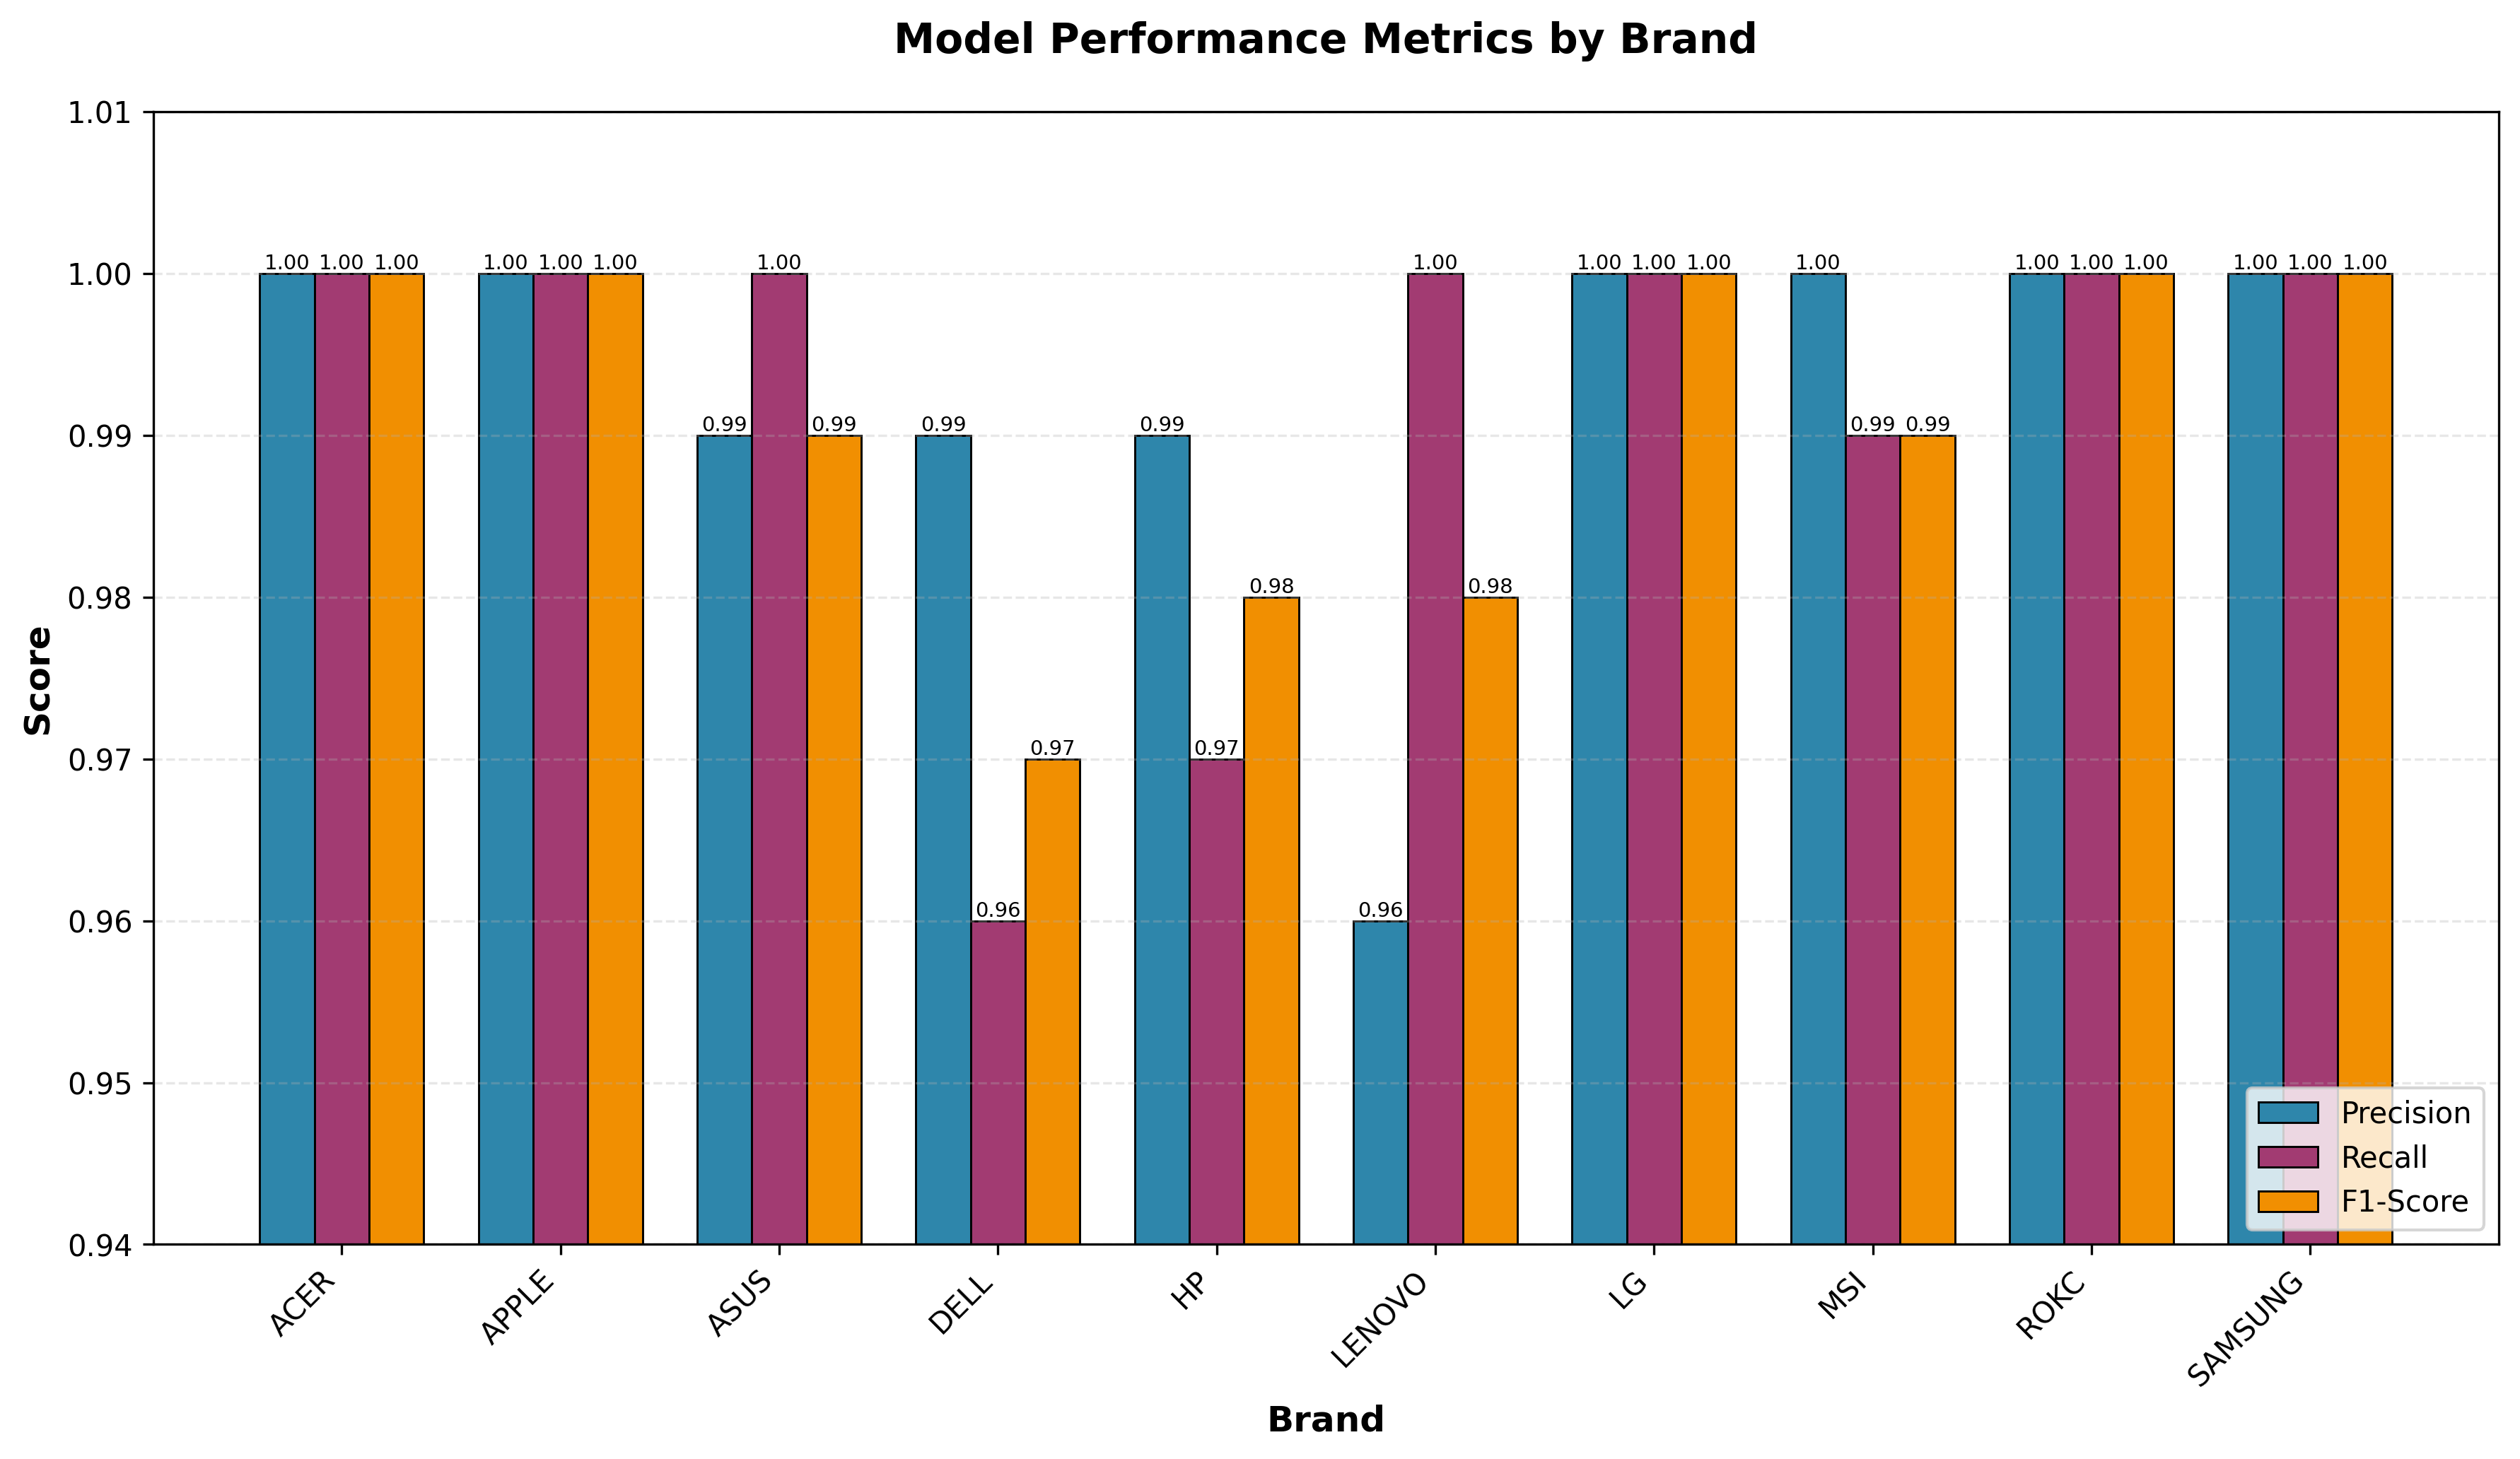 Model Performance Metrics by Brand
1.01
1.00
0.99
0.98
0.97
0.96
0.95
0.94
Score
1.00 1.00 1.00
1.00 1.00 1.00
0.99 1.00 0.99
0.99 0.96 0.97
0.99 0.97 0.98
0.96 1.00 0.98
1.00 1.00 1.00
1.00 0.99 0.99
1.00 1.00 1.00
1.00 1.00 1.00
Precision
Recall
F1-Score
ACER
APPLE
ASUS
DELL
HP
LENOVO
LG
MSI
ROKC
SAMSUNG
Brand